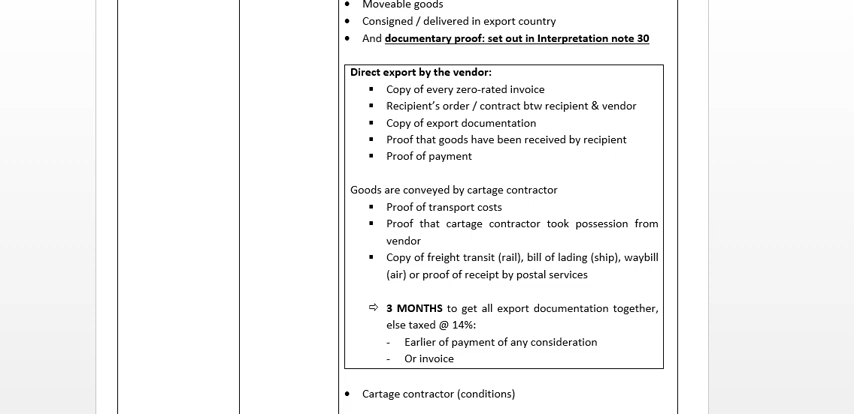 • Moveable goods
• Consigned / delivered in export country
• And documentary proof: set out in Interpretation note 30
Direct export by the vendor:
▪ Copy of every zero-rated invoice
▪ Recipient's order / contract btw recipient & vendor
▪ Copy of export documentation
▪ Proof that goods have been received by recipient
▪ Proof of payment
Goods are conveyed by cartage contractor
▪ Proof of transport costs
▪ Proof that cartage contractor took possession from
vendor
▪ Copy of freight transit (rail), bill of lading (ship), waybill
(air) or proof of receipt by postal services
⇨ 3 MONTHS to get all export documentation together,
else taxed @ 14%:
- Earlier of payment of any consideration
- Or invoice
• Cartage contractor (conditions)